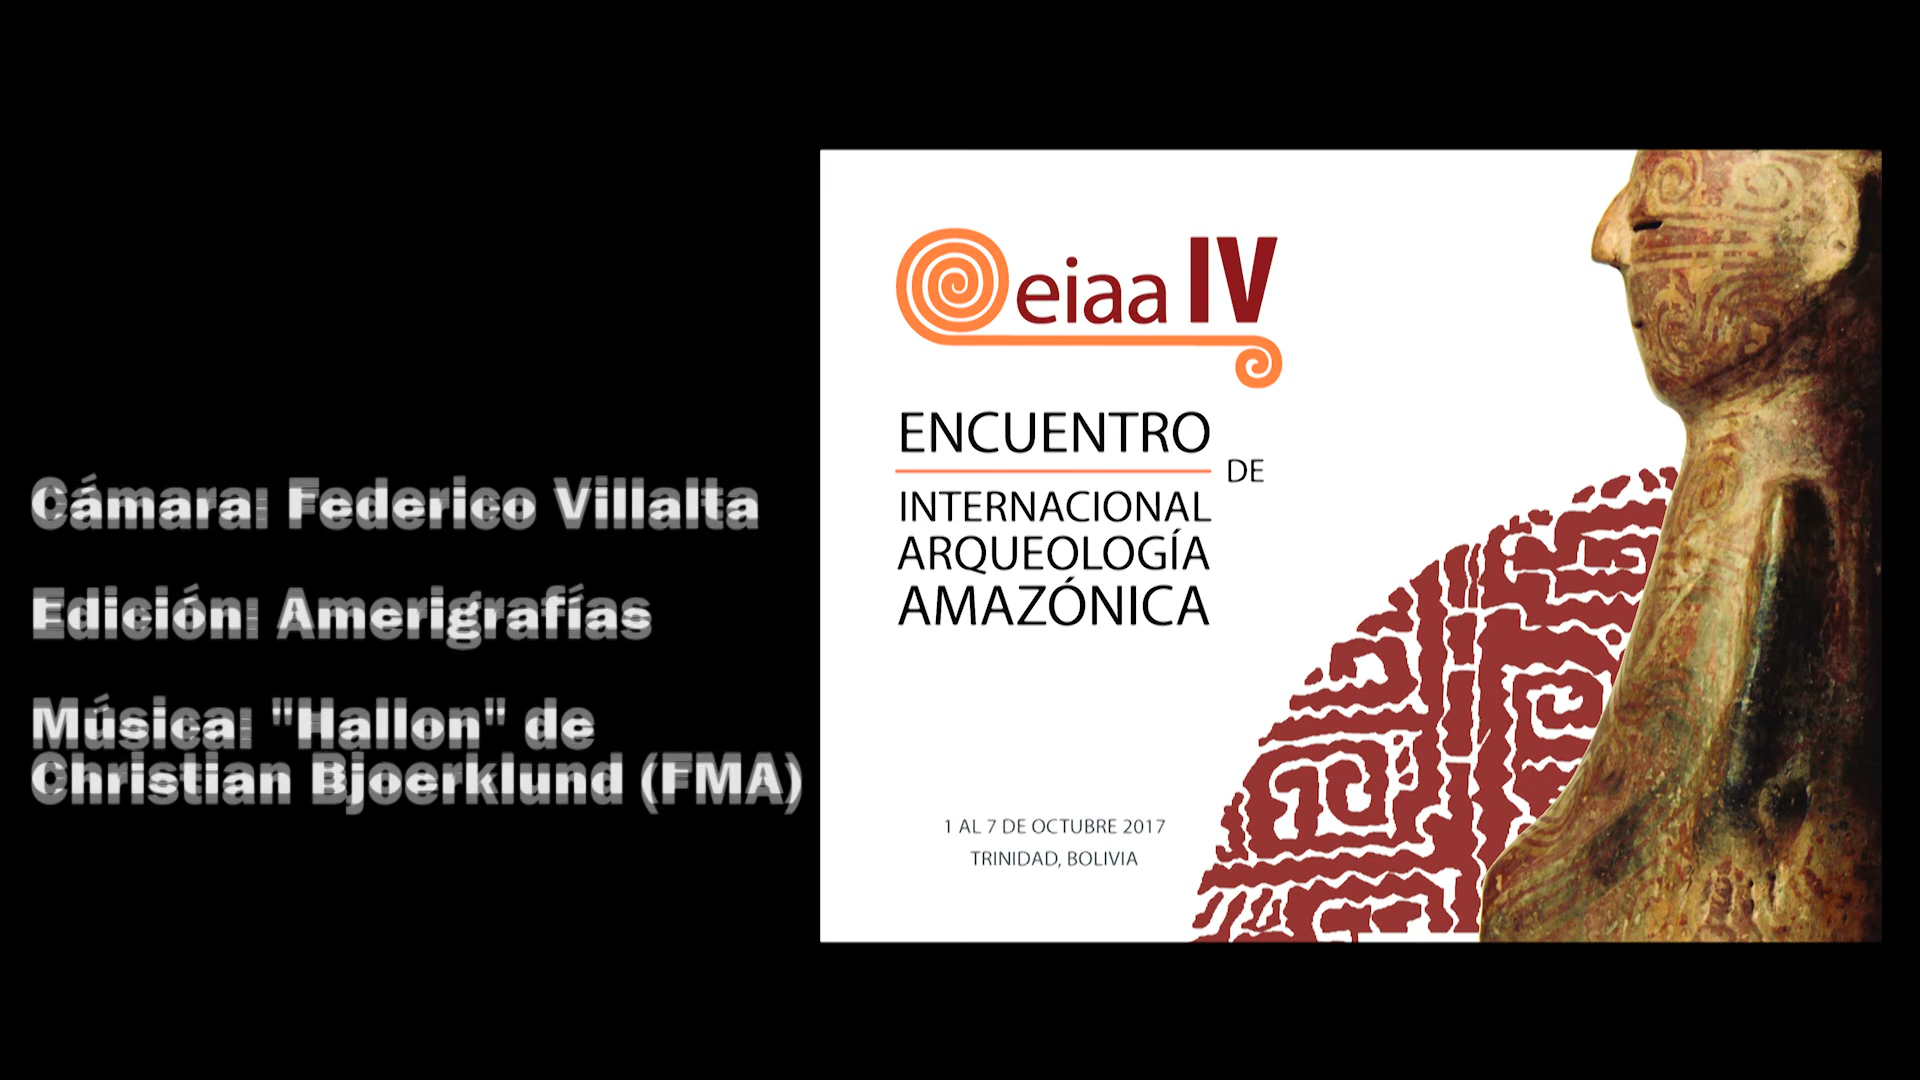 Cámara: Federico Villalta
Edición: Amerigrafías
Música: "Hallon" de
Christian Bjoerklund (FMA)
eiaa IV
ENCUENTRO
DE
INTERNACIONAL
ARQUEOLOGÍA
AMAZÓNICA
1 AL 7 DE OCTUBRE 2017
TRINIDAD, BOLIVIA